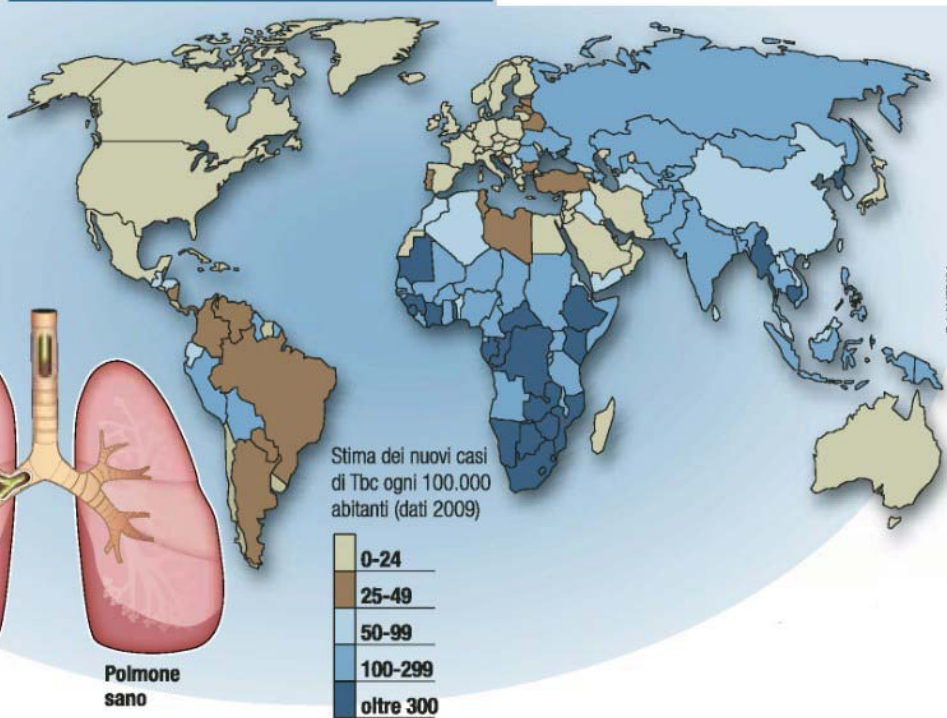 Stima dei nuovi casi
di Tbc ogni 100.000
abitanti (dati 2009)
0-24
25-49
50-99
100-299
oltre 300
Polmone
sano